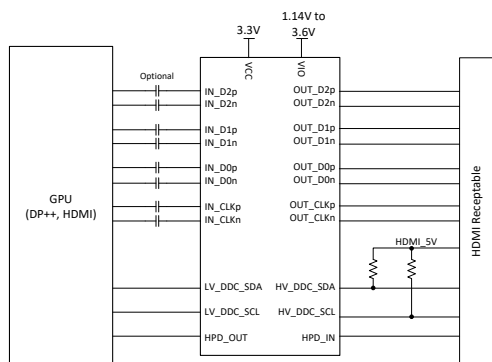 1.14V to
3.3V
3.6V
VCC
VIO
Optional
IN_D2p
OUT_D2p
IN_D2n
OUT_D2n
IN_D1p
OUT_D1p
IN_D1n
OUT_D1n
IN_D0p
OUT_D0p
IN_D0n
OUT_D0n
GPU
(DP++, HDMI)
IN_CLKp
OUT_CLKp
IN_CLKn
OUT_CLKn
HDMI Receptable
HDMI_5V
LV_DDC_SDA
HV_DDC_SDA
LV_DDC_SCL
HV_DDC_SCL
HPD_OUT
HPD_IN